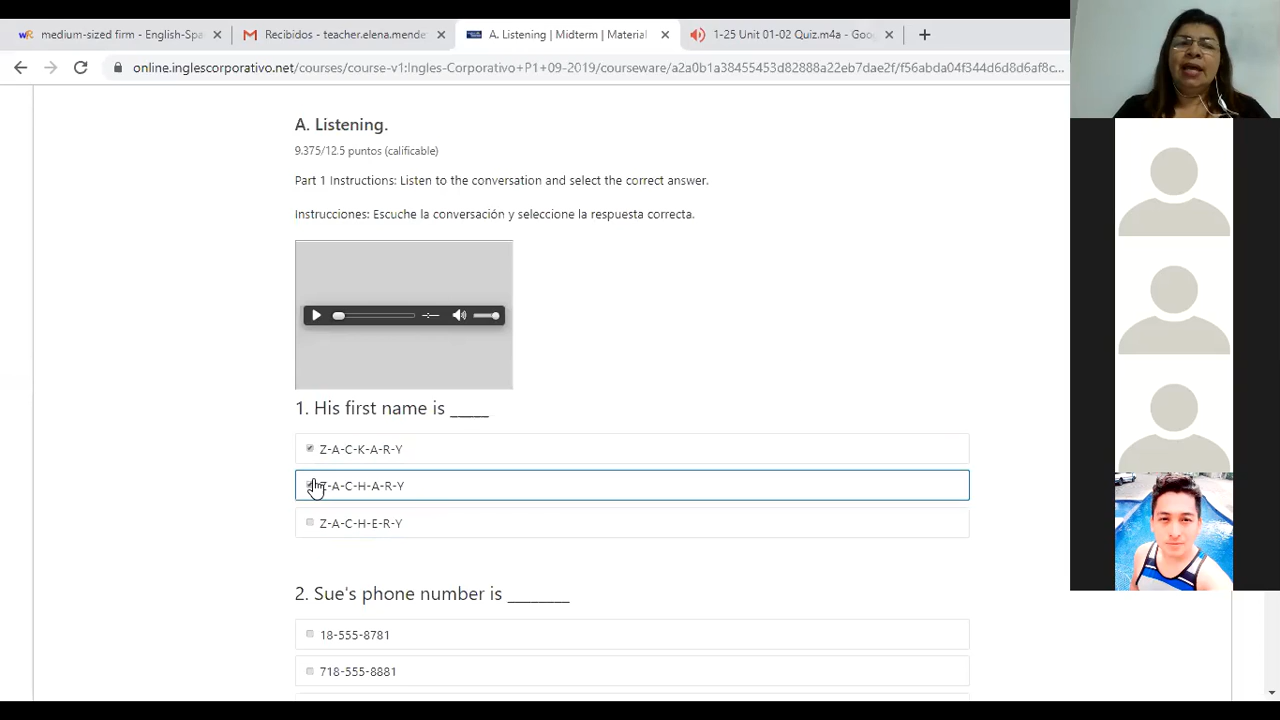 medium-sized firm - English-Spa
Recibidos - teacher.elena.mende
A. Listening | Midterm | Material
1-25 Unit 01-02 Quiz.m4a - Goo
online.inglescorporativo.net/courses/course-v1:Ingles-Corporativo+P1+09-2019/courseware/a2a0b1a38455453d82888a22eb7dae2f/f56abda04f344d6d8d6af8c...
A. Listening.
9.375/12.5 puntos (calificable)
Part 1 Instructions: Listen to the conversation and select the correct answer.
Instrucciones: Escuche la conversación y seleccione la respuesta correcta.
1. His first name is _____
Z-A-C-K-A-R-Y
Z-A-C-H-A-R-Y
Z-A-C-H-E-R-Y
2. Sue's phone number is ________
18-555-8781
718-555-8881